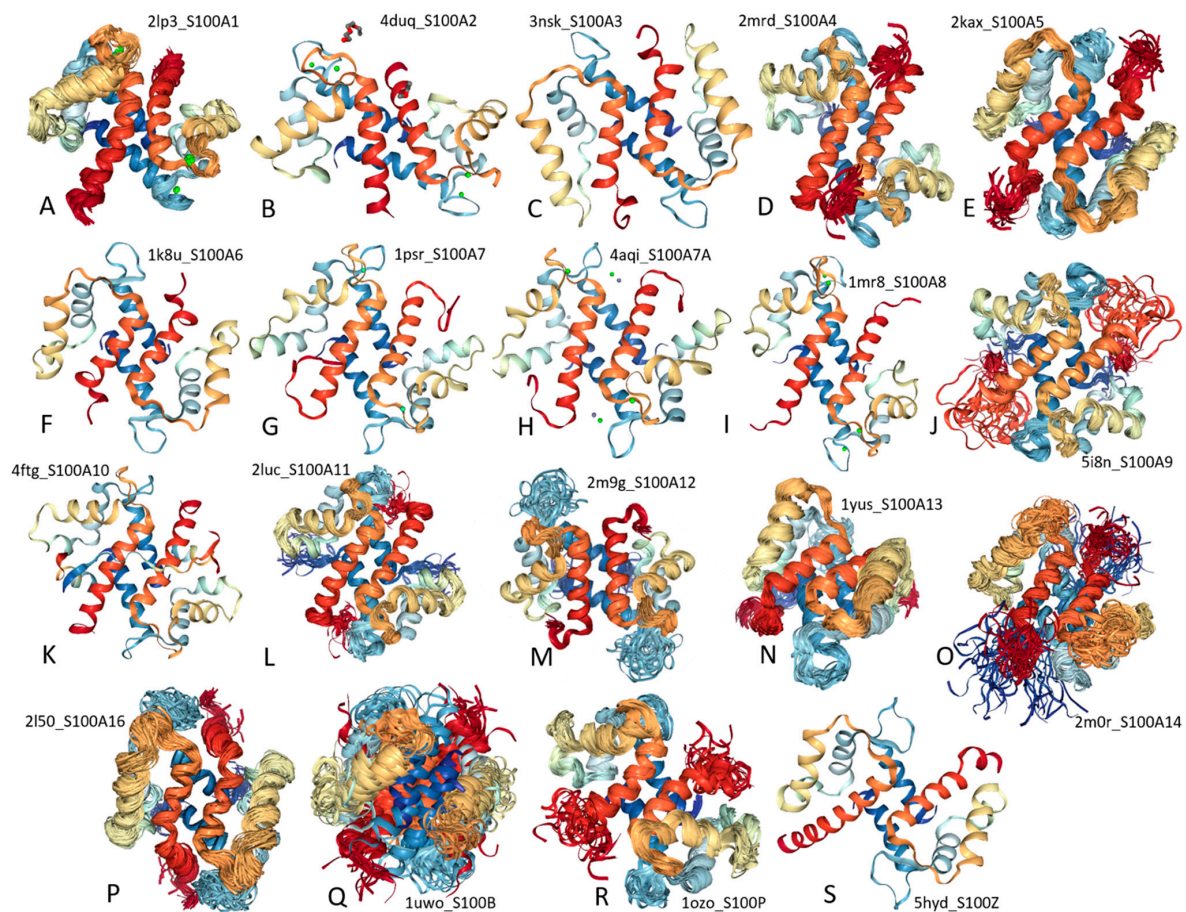 2lp3_S100A1
4duq_S100A2
3nsk_S100A3
2mrd_S100A4
2kax_S100A5
A
B
C
D
E
1k8u_S100A6
1psr_S100A7
4aqi_S100A7A
1mr8_S100A8
F
G
H
I
J
5i8n_S100A9
4ftg_S100A10
2luc_S100A11
2m9g_S100A12
1yus_S100A13
K
L
M
N
O
2m0r_S100A14
2l50_S100A16
P
Q
R
S
1uwo_S100B
1ozo_S100P
5hyd_S100Z